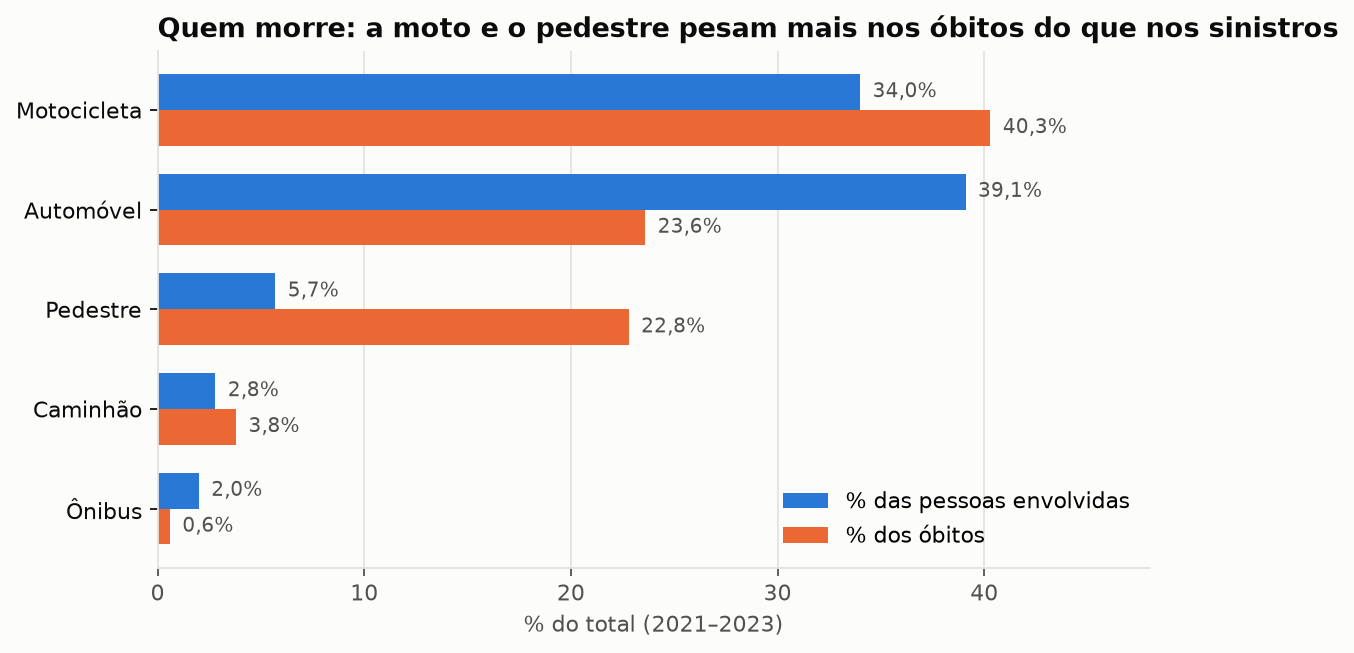 Quem morre: a moto e o pedestre pesam mais nos óbitos do que nos sinistros
Motocicleta
34,0%
40,3%
Automóvel
39,1%
23,6%
Pedestre
5,7%
22,8%
Caminhão
2,8%
3,8%
Ônibus
2,0%
0,6%
% das pessoas envolvidas
% dos óbitos
0 10 20 30 40
% do total (2021–2023)